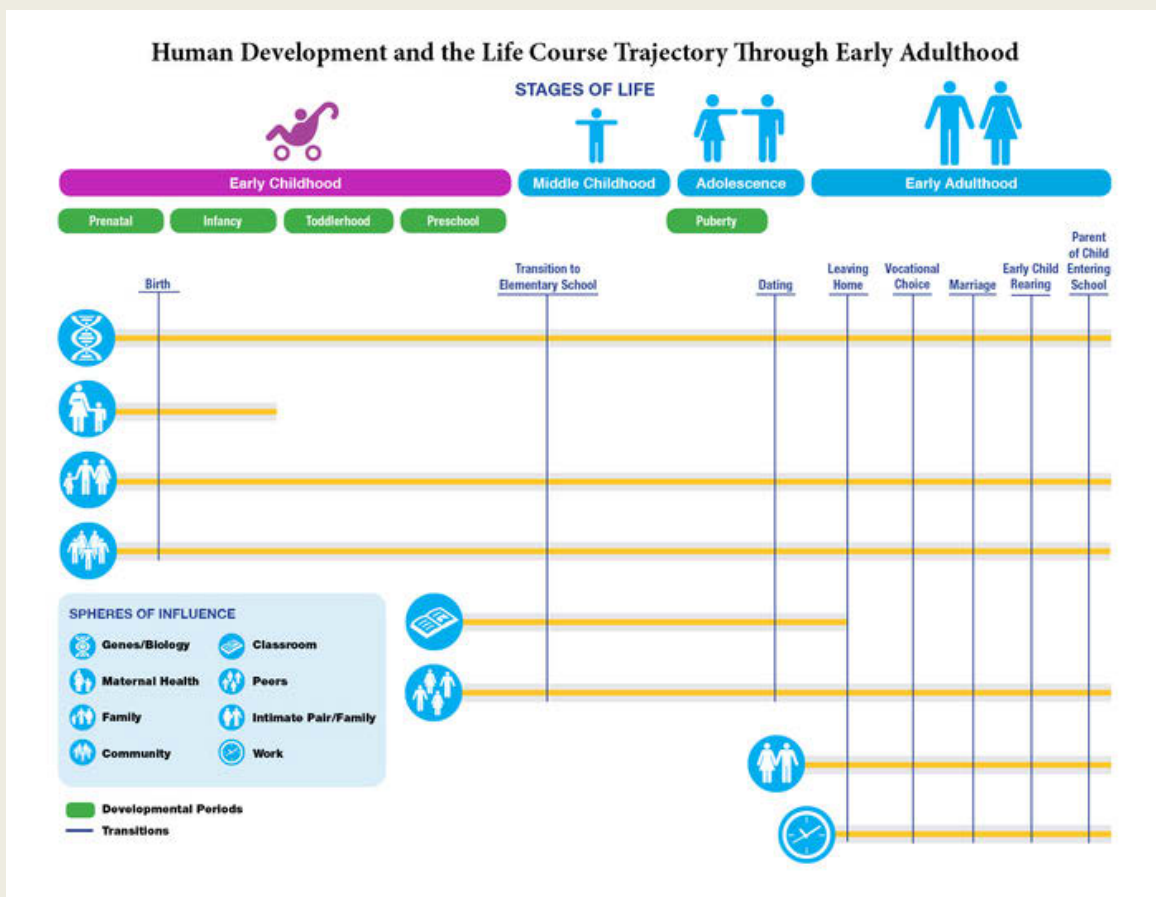 Human Development and the Life Course Trajectory Through Early Adulthood
STAGES OF LIFE
Early Childhood
Middle Childhood
Adolescence
Early Adulthood
Prenatal
Infancy
Toddlerhood
Preschool
Puberty
Birth
Transition to
Elementary School
Dating
Leaving
Home
Vocational
Choice
Marriage
Early Child
Rearing
Parent
of Child
Entering
School
SPHERES OF INFLUENCE
Genes/Biology
Classroom
Maternal Health
Peers
Family
Intimate Pair/Family
Community
Work
Developmental Periods
Transitions